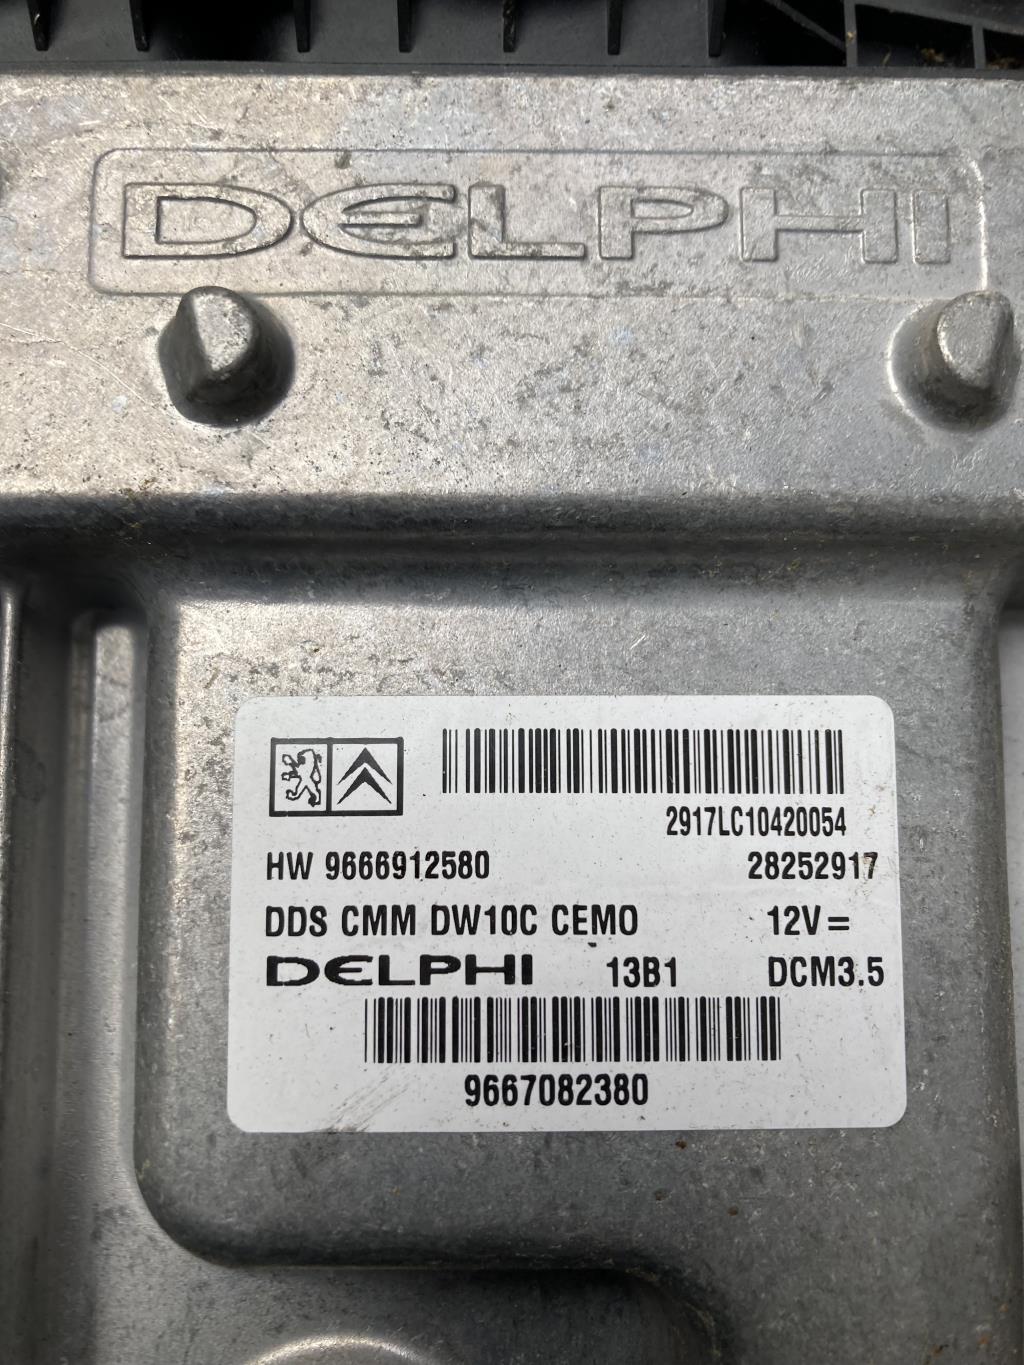 DELPHI
2917LC10420054
HW 9666912580 28252917
DDS CMM DW10C CEMO 12V=
DELPHI 13B1 DCM3.5
9667082380